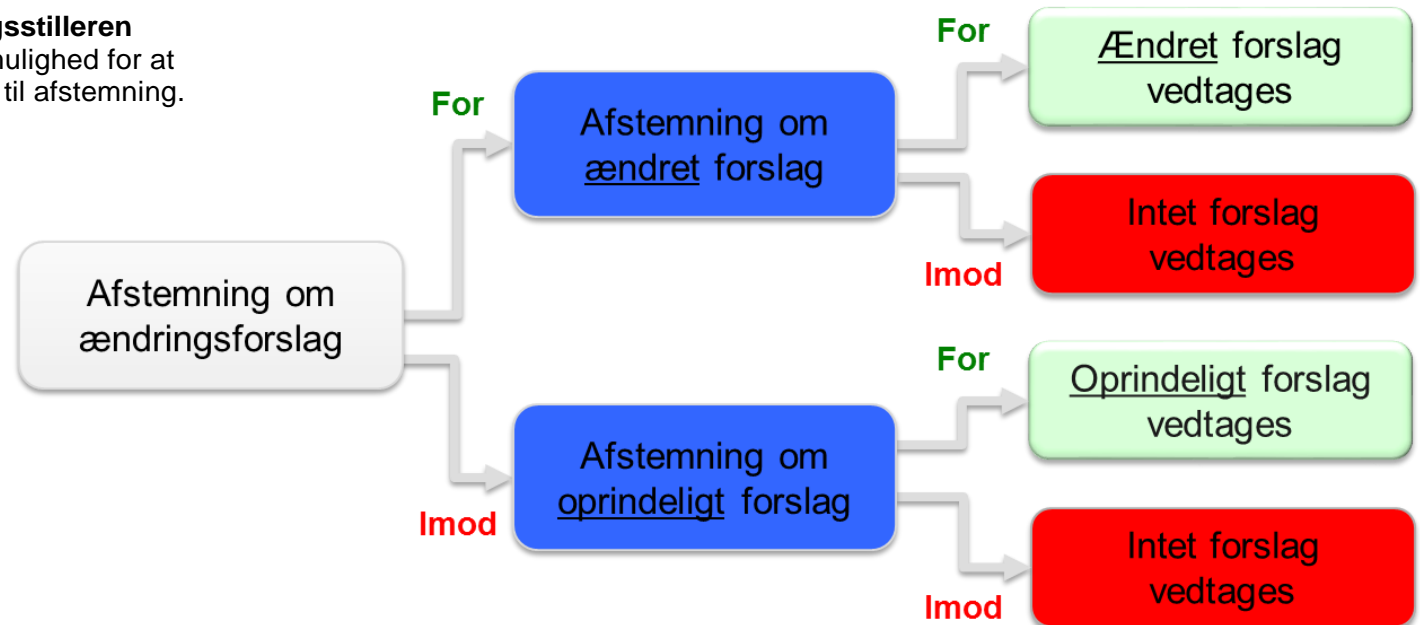 gsstilleren
nulighed for at
til afstemning.
For
Ændret forslag
vedtages
For
Afstemning om
ændret forslag
Intet forslag
vedtages
Imod
Afstemning om
ændringsforslag
For
Oprindeligt forslag
vedtages
Imod
Afstemning om
oprindeligt forslag
Intet forslag
vedtages
Imod